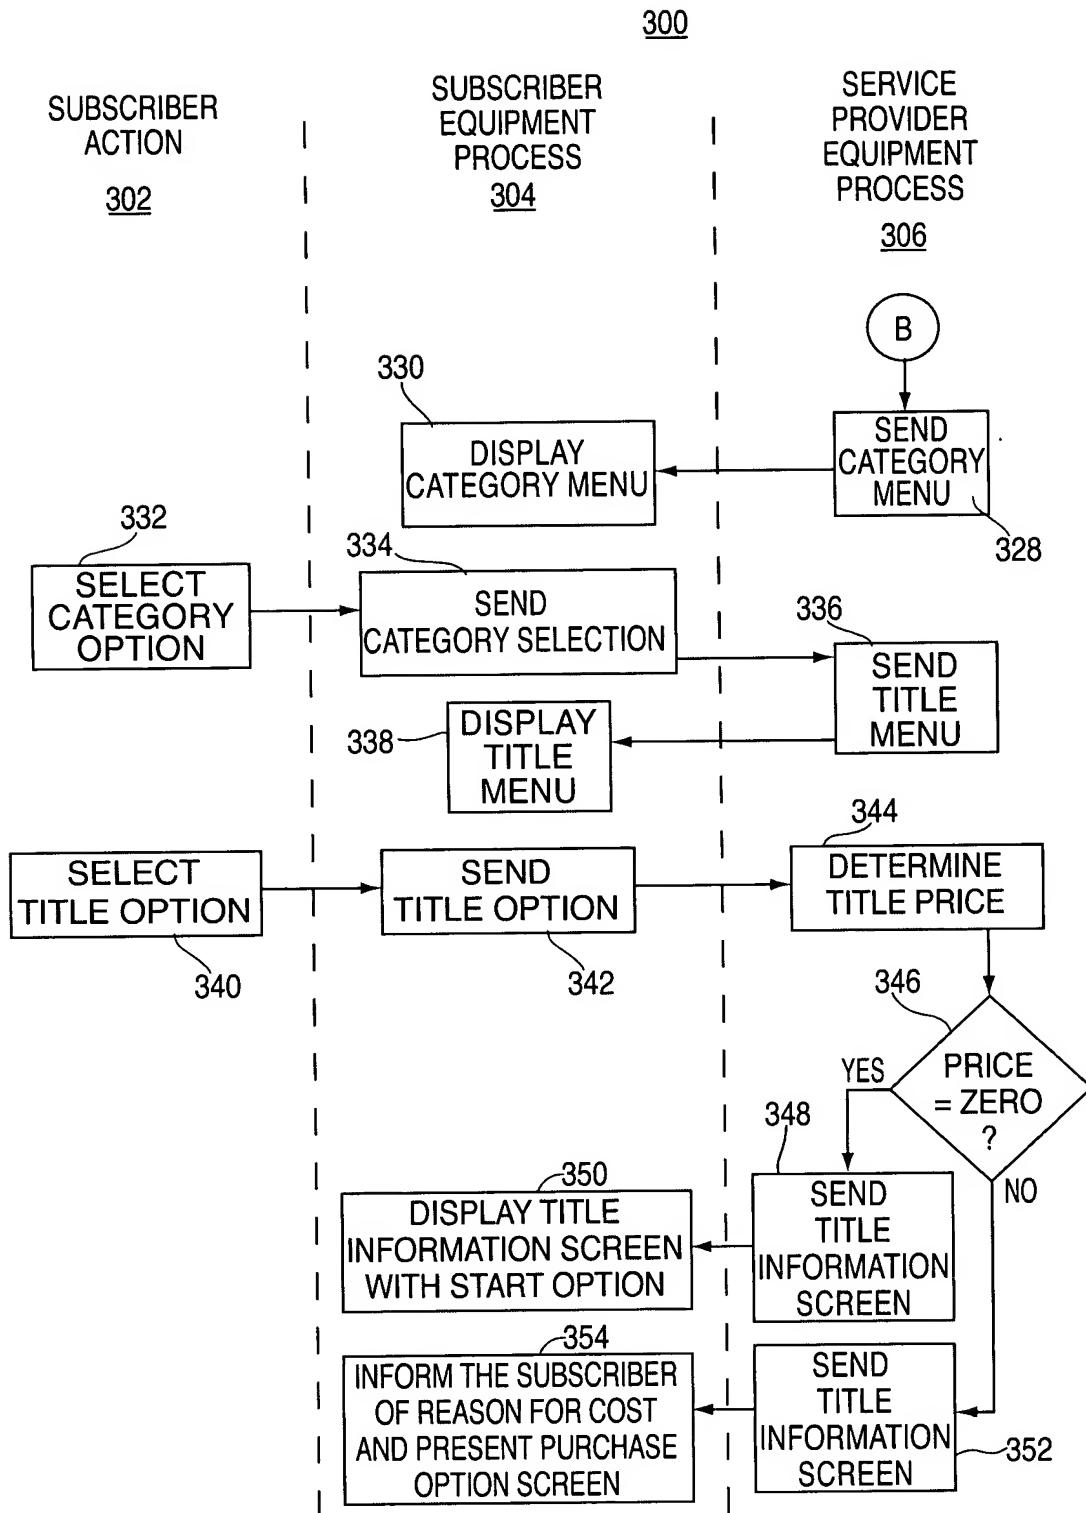 300
SUBSCRIBER
ACTION
302
SUBSCRIBER
EQUIPMENT
PROCESS
304
SERVICE
PROVIDER
EQUIPMENT
PROCESS
306
B
330
DISPLAY
CATEGORY MENU
SEND
CATEGORY
MENU
328
332
SELECT
CATEGORY
OPTION
334
SEND
CATEGORY SELECTION
336
SEND
TITLE
MENU
338
DISPLAY
TITLE
MENU
SELECT
TITLE OPTION
340
SEND
TITLE OPTION
342
344
DETERMINE
TITLE PRICE
346
PRICE
= ZERO
?
YES
NO
348
SEND
TITLE
INFORMATION
SCREEN
350
DISPLAY TITLE
INFORMATION SCREEN
WITH START OPTION
354
INFORM THE SUBSCRIBER
OF REASON FOR COST
AND PRESENT PURCHASE
OPTION SCREEN
SEND
TITLE
INFORMATION
SCREEN
352